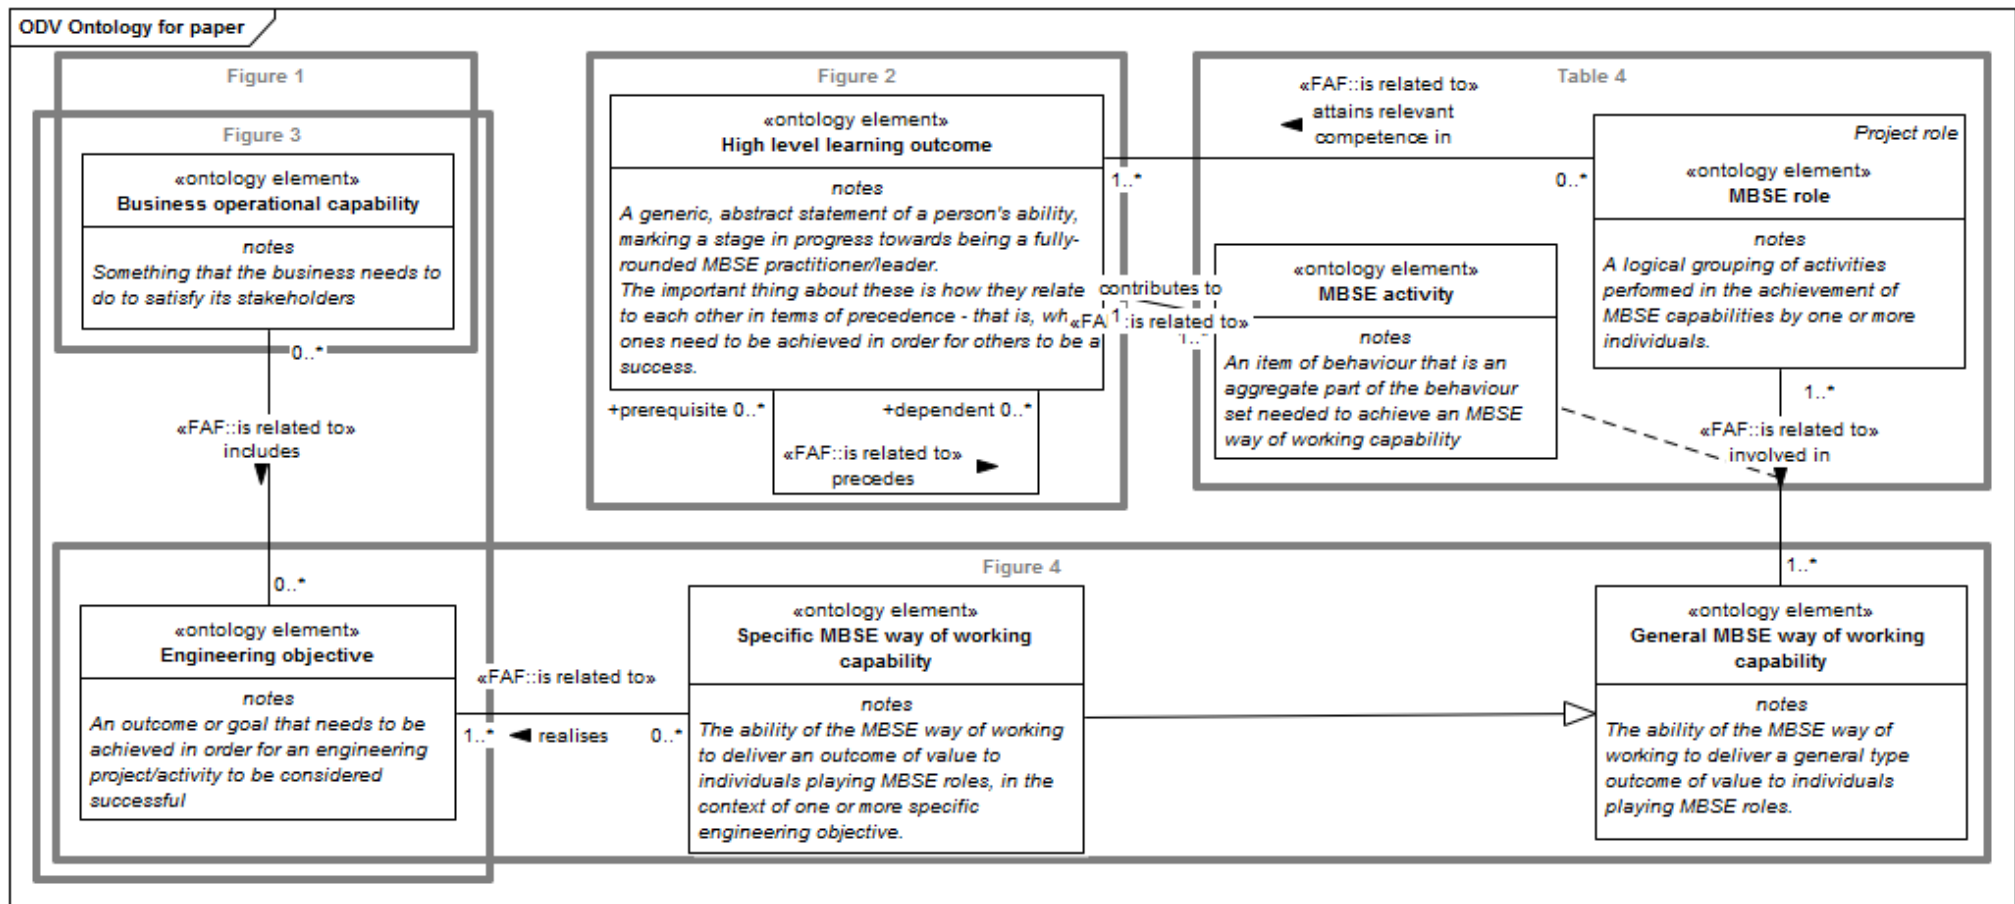 ODV Ontology for paper
Figure 1
Figure 3
«ontology element»
Business operational capability
notes
Something that the business needs to
do to satisfy its stakeholders
0..*
«FAF::is related to»
includes
0..*
Figure 2
«ontology element»
High level learning outcome
notes
A generic, abstract statement of a person's ability,
marking a stage in progress towards being a fully-
rounded MBSE practitioner/leader.
The important thing about these is how they relate
to each other in terms of precedence - that is,
ones need to be achieved in order for others to be a
success.
+prerequisite 0..*
+dependent 0..*
«FAF::is related to»
precedes
contributes to
is related to»
1..*
Table 4
«FAF::is related to»
attains relevant
competence in
1..*
0..*
Project role
«ontology element»
MBSE role
notes
A logical grouping of activities
performed in the achievement of
MBSE capabilities by one or more
individuals.
«ontology element»
MBSE activity
notes
An item of behaviour that is an
aggregate part of the behaviour
set needed to achieve an MBSE
way of working capability
1..*
«FAF::is related to»
involved in
1..*
Figure 4
«ontology element»
Engineering objective
notes
An outcome or goal that needs to be
achieved in order for an engineering
project/activity to be considered
successful
«FAF::is related to»
1..*
realises
0..*
«ontology element»
Specific MBSE way of working
capability
notes
The ability of the MBSE way of working
to deliver an outcome of value to
individuals playing MBSE roles, in the
context of one or more specific
engineering objective.
«ontology element»
General MBSE way of working
capability
notes
The ability of the MBSE way of
working to deliver a general type
outcome of value to individuals
playing MBSE roles.